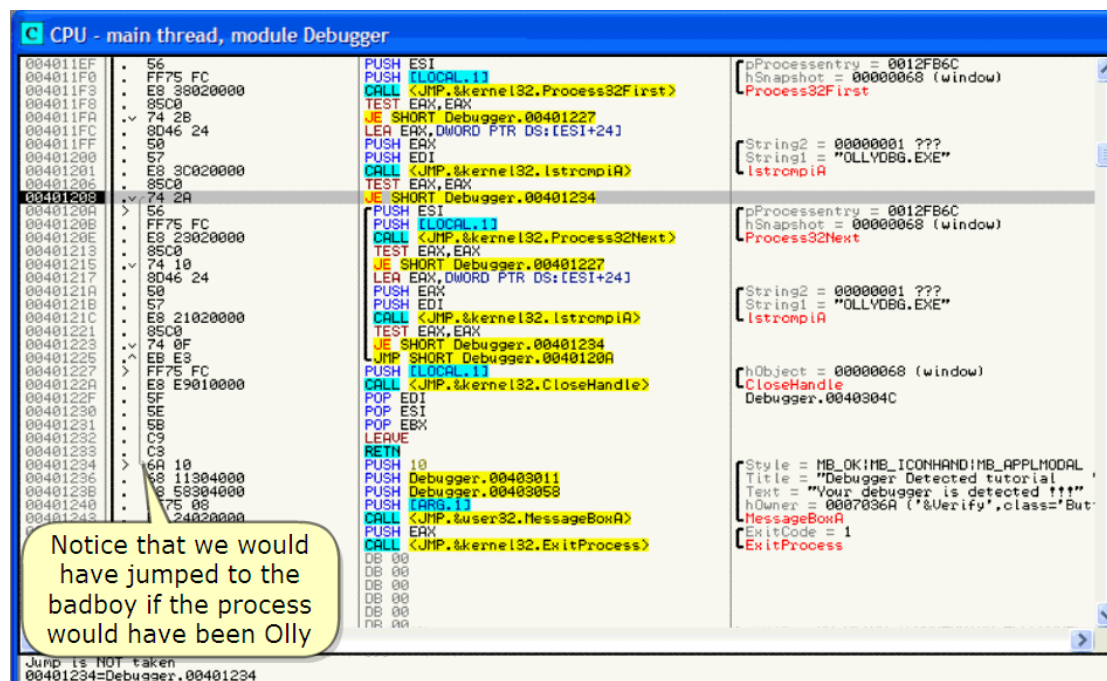 C CPU - main thread, module Debugger
004011EF . 56 PUSH ESI pProcessentry = 0012FB6C
004011F0 . FF75 FC PUSH [LOCAL.1] hSnapshot = 00000068 (window)
004011F3 . E8 38020000 CALL <JMP.&kernel32.Process32First> Process32First
004011F8 . 85C0 TEST EAX,EAX
004011FA .v 74 2B JE SHORT Debugger.00401227
004011FC . 8D46 24 LEA EAX,DWORD PTR DS:[ESI+24]
004011FF . 50 PUSH EAX String2 = 00000001 ???
00401200 . 57 PUSH EDI String1 = "OLLYDBG.EXE"
00401201 . E8 3C020000 CALL <JMP.&kernel32.lstrcmpiA> lstrcmpiA
00401206 . 85C0 TEST EAX,EAX
00401208 .v 74 2A JE SHORT Debugger.00401234
0040120A > 56 PUSH ESI pProcessentry = 0012FB6C
0040120B . FF75 FC PUSH [LOCAL.1] hSnapshot = 00000068 (window)
0040120E . E8 23020000 CALL <JMP.&kernel32.Process32Next> Process32Next
00401213 . 85C0 TEST EAX,EAX
00401215 .v 74 10 JE SHORT Debugger.00401227
00401217 . 8D46 24 LEA EAX,DWORD PTR DS:[ESI+24]
0040121A . 50 PUSH EAX String2 = 00000001 ???
0040121B . 57 PUSH EDI String1 = "OLLYDBG.EXE"
0040121C . E8 21020000 CALL <JMP.&kernel32.lstrcmpiA> lstrcmpiA
00401221 . 85C0 TEST EAX,EAX
00401223 .v 74 0F JE SHORT Debugger.00401234
00401225 .^ EB E3 JMP SHORT Debugger.0040120A
00401227 > FF75 FC PUSH [LOCAL.1] hObject = 00000068 (window)
0040122A . E8 E9010000 CALL <JMP.&kernel32.CloseHandle> CloseHandle
0040122F . 5F POP EDI Debugger.0040304C
00401230 . 5E POP ESI
00401231 . 5B POP EBX
00401232 . C9 LEAVE
00401233 . C3 RETN
00401234 > 6A 10 PUSH 10 Style = MB_OK|MB_ICONHAND|MB_APPLMODAL
00401236 . 68 11304000 PUSH Debugger.00403011 Title = "Debugger Detected tutorial
0040123B 58304000 PUSH Debugger.00403058 Text = "Your debugger is detected !!!"
00401240 75 08 PUSH [ARG.1] hOwner = 0007036A ('&Verify',class='But
00401243 24020000 CALL <JMP.&user32.MessageBoxA> MessageBoxA
PUSH EAX ExitCode = 1
CALL <JMP.&kernel32.ExitProcess> ExitProcess
DB 00
DB 00
DB 00
DB 00
DB 00
DB 00
Notice that we would
have jumped to the
badboy if the process
would have been Olly
Jump is NOT taken
00401234=Debugger.00401234